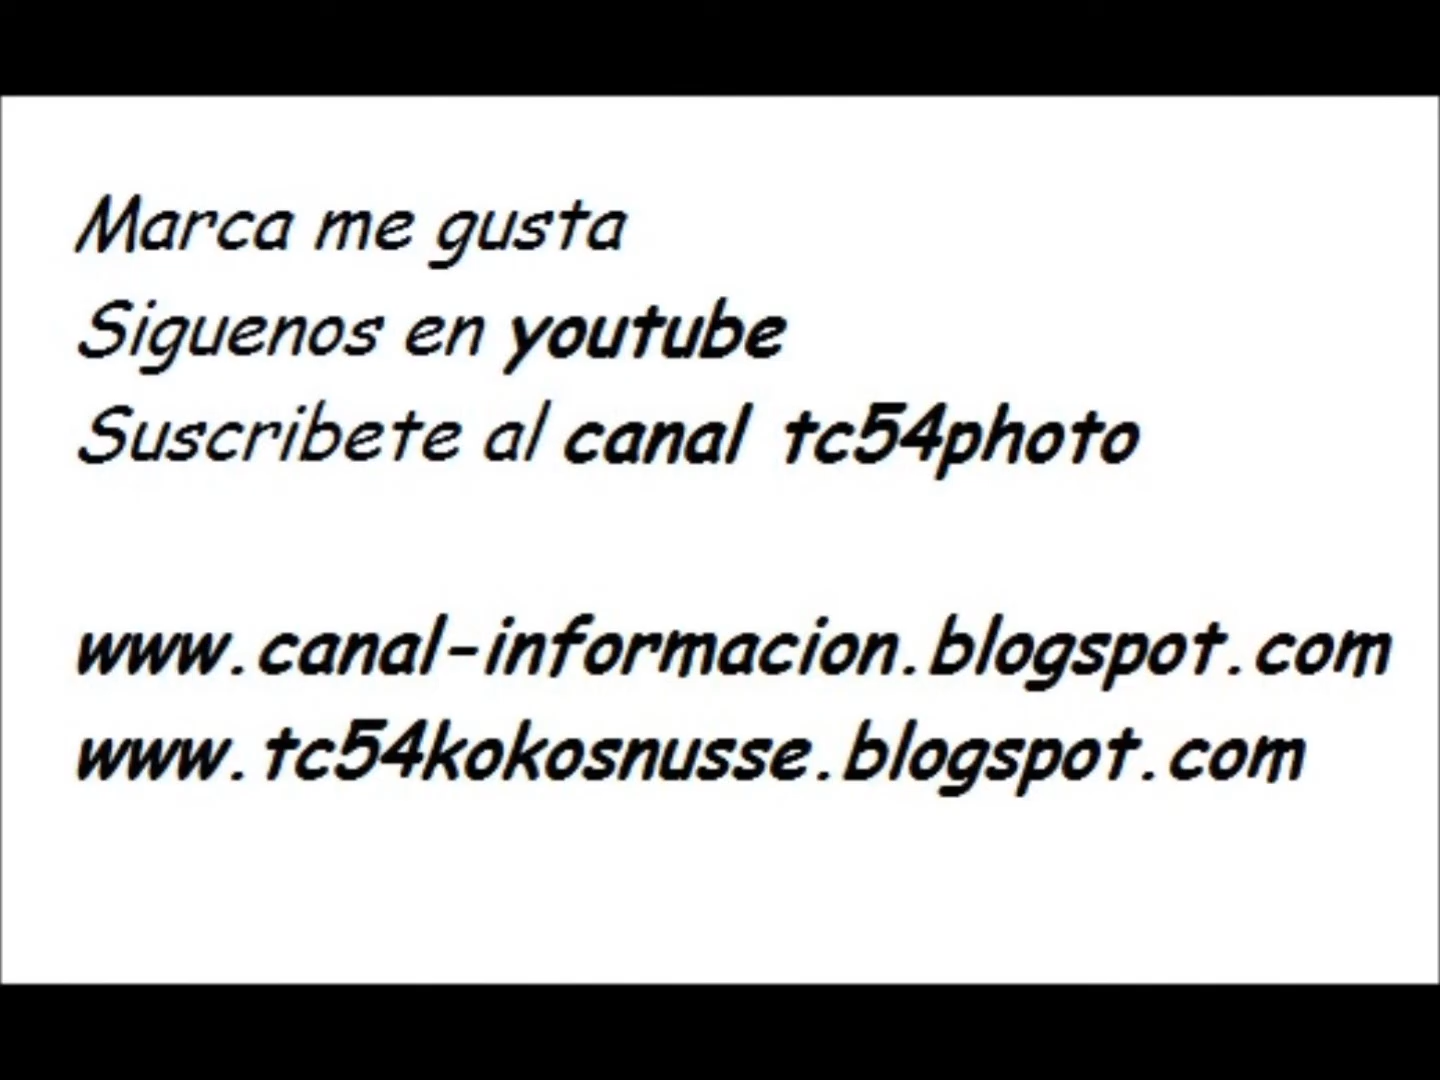 Marca me gusta
Siguenos en youtube
Suscribete al canal tc54photo
www.canal-informacion.blogspot.com
www.tc54kokosnusse.blogspot.com